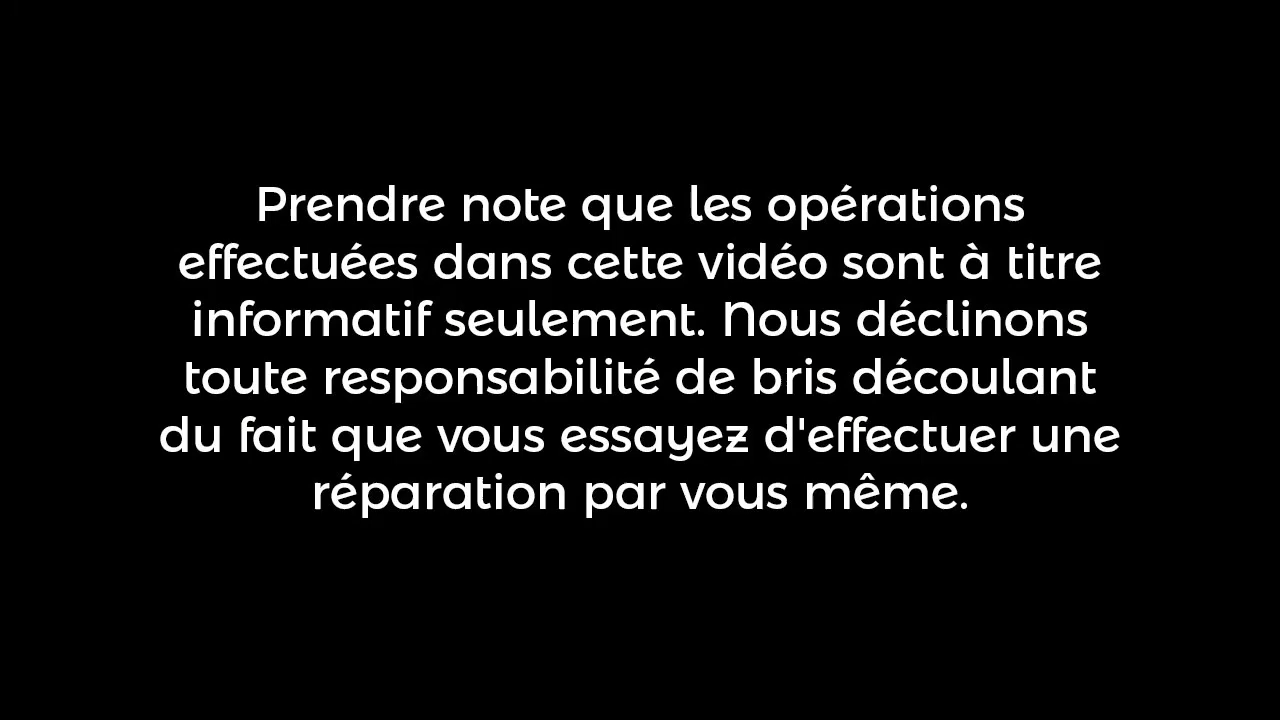 Prendre note que les opérations
effectuées dans cette vidéo sont à titre
informatif seulement. Nous déclinons
toute responsabilité de bris découlant
du fait que vous essayez d'effectuer une
réparation par vous même.